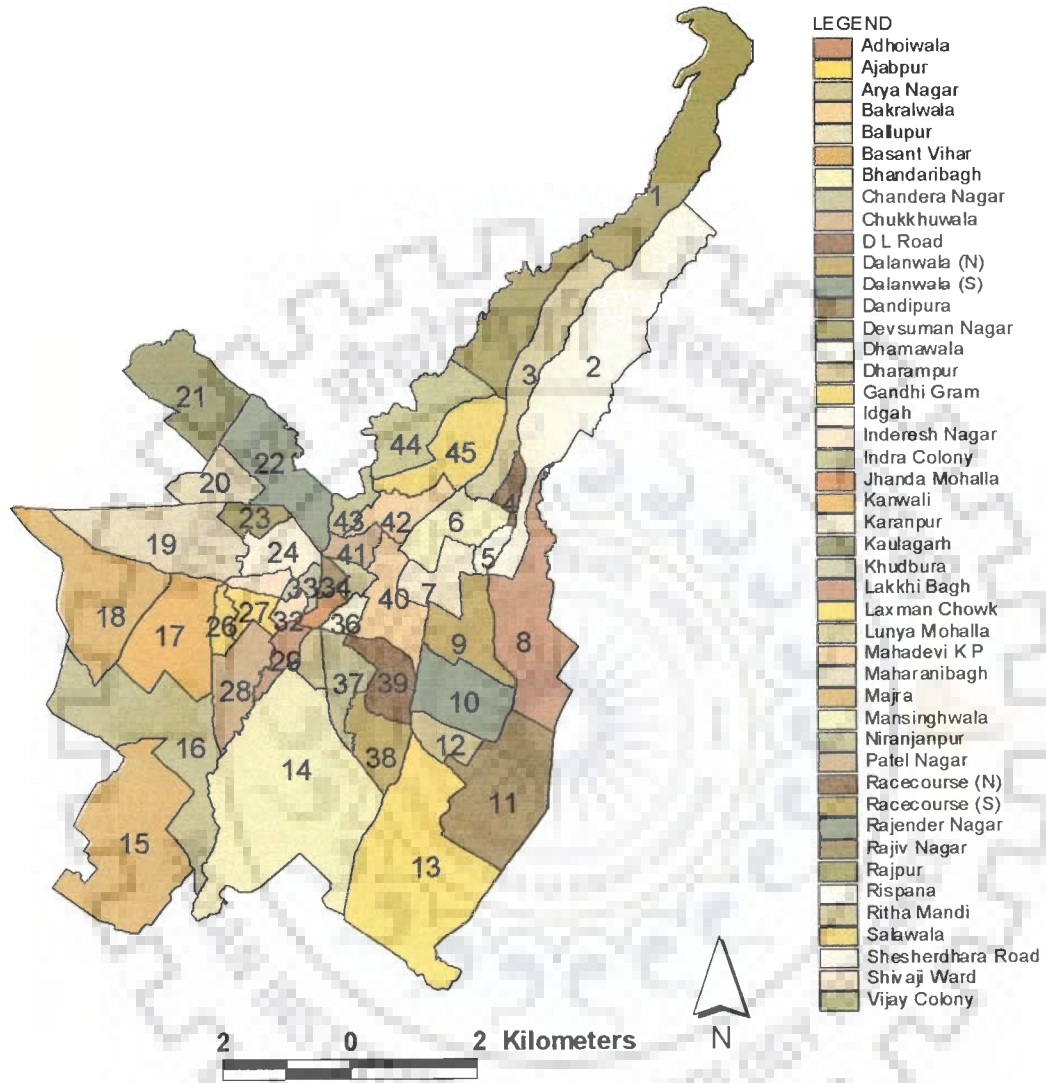 LEGEND
Adhoiwala
Ajabpur
Arya Nagar
Bakralwala
Ballupur
Basant Vihar
Bhandaribagh
Chandera Nagar
Chukkhuwala
D L Road
Dalanwala (N)
Dalanwala (S)
Dandipura
Devsuman Nagar
Dhamawala
Dharampur
Gandhi Gram
Idgah
Inderesh Nagar
Indra Colony
Jhanda Mohalla
Kanwali
Karanpur
Kaulagarh
Khudbura
Lakkhi Bagh
Laxman Chowk
Lunya Mohalla
Mahadevi K P
Maharanibagh
Majra
Mansinghwala
Niranjanpur
Patel Nagar
Racecourse (N)
Racecourse (S)
Rajender Nagar
Rajiv Nagar
Rajpur
Rispana
Ritha Mandi
Salawala
Shesherdhara Road
Shivaji Ward
Vijay Colony
1
2
3
21
44
45
22
20
4
23
43
42
6
19
24
41
5
33
34
7
18
17
26
27
32
36
40
9
8
28
29
37
39
10
16
12
14
38
11
15
13
2 0 2 Kilometers
N